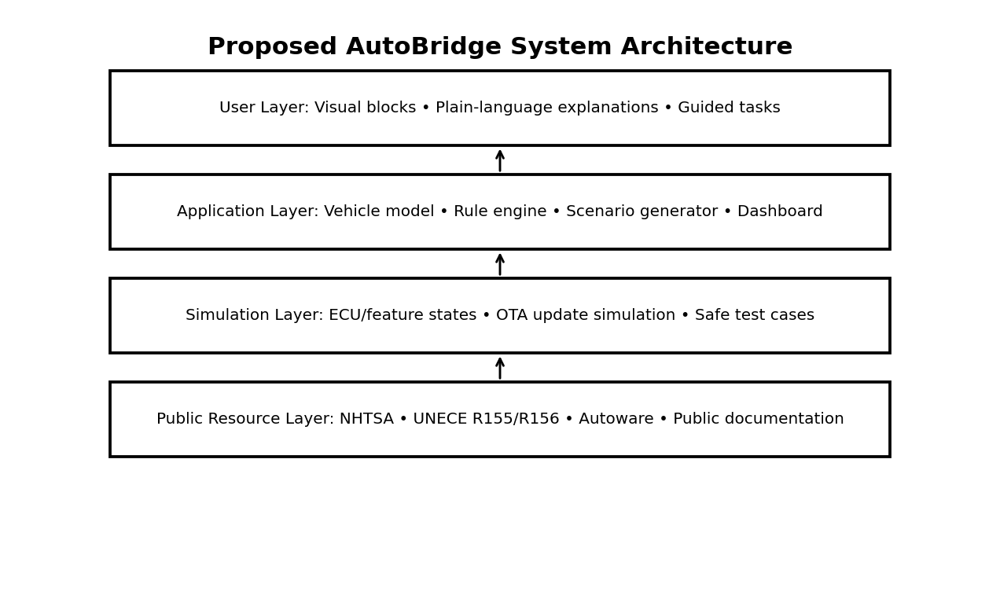 Proposed AutoBridge System Architecture
User Layer: Visual blocks • Plain-language explanations • Guided tasks
Application Layer: Vehicle model • Rule engine • Scenario generator • Dashboard
Simulation Layer: ECU/feature states • OTA update simulation • Safe test cases
Public Resource Layer: NHTSA • UNECE R155/R156 • Autoware • Public documentation